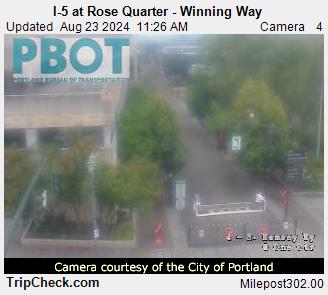 I-5 at Rose Quarter - Winning Way
Updated Aug 23 2024 11:26 AM Camera 4
PBOT
PORTLAND BUREAU OF TRANSPORTATION
Camera courtesy of the City of Portland
TripCheck.com Milepost302.00